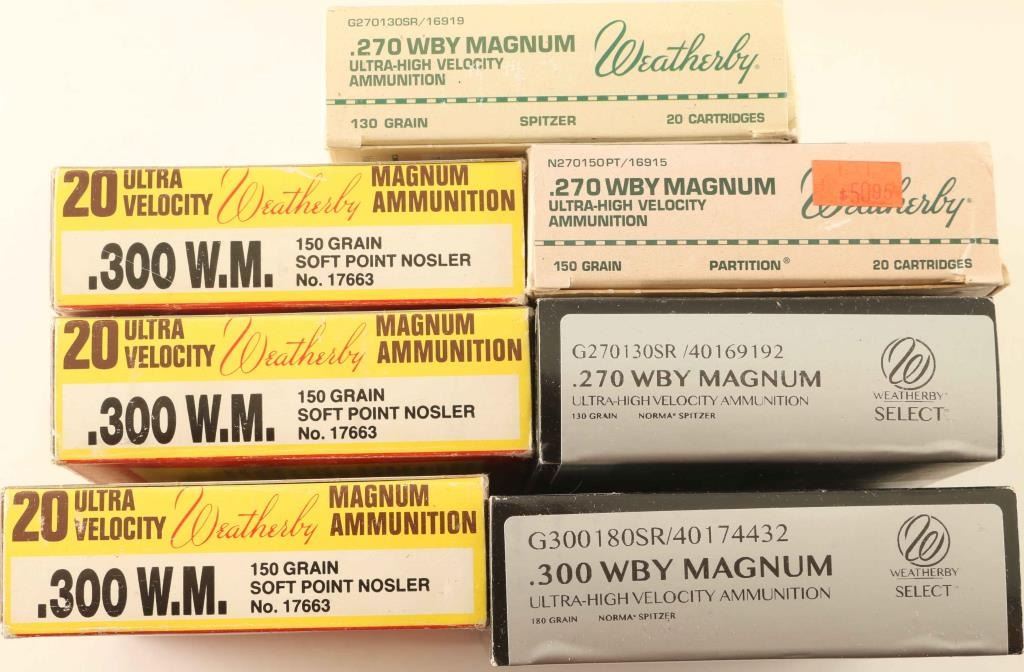 G270130SR/16919
.270 WBY MAGNUM
ULTRA-HIGH VELOCITY
AMMUNITION
Weatherby®
130 GRAIN SPITZER 20 CARTRIDGES
20 ULTRA VELOCITY Weatherby MAGNUM AMMUNITION
.300 W.M.
150 GRAIN
SOFT POINT NOSLER
No. 17663
N270150PT/16915
.270 WBY MAGNUM
ULTRA-HIGH VELOCITY
AMMUNITION
Weatherby®
150 GRAIN PARTITION® 20 CARTRIDGES
20 ULTRA VELOCITY Weatherby MAGNUM AMMUNITION
.300 W.M.
150 GRAIN
SOFT POINT NOSLER
No. 17663
G270130SR /40169192
.270 WBY MAGNUM
ULTRA-HIGH VELOCITY AMMUNITION
130 GRAIN NORMA® SPITZER
WEATHERBY®
SELECT™
20 ULTRA VELOCITY Weatherby MAGNUM AMMUNITION
.300 W.M.
150 GRAIN
SOFT POINT NOSLER
No. 17663
G300180SR/40174432
.300 WBY MAGNUM
ULTRA-HIGH VELOCITY AMMUNITION
180 GRAIN NORMA® SPITZER
WEATHERBY®
SELECT™